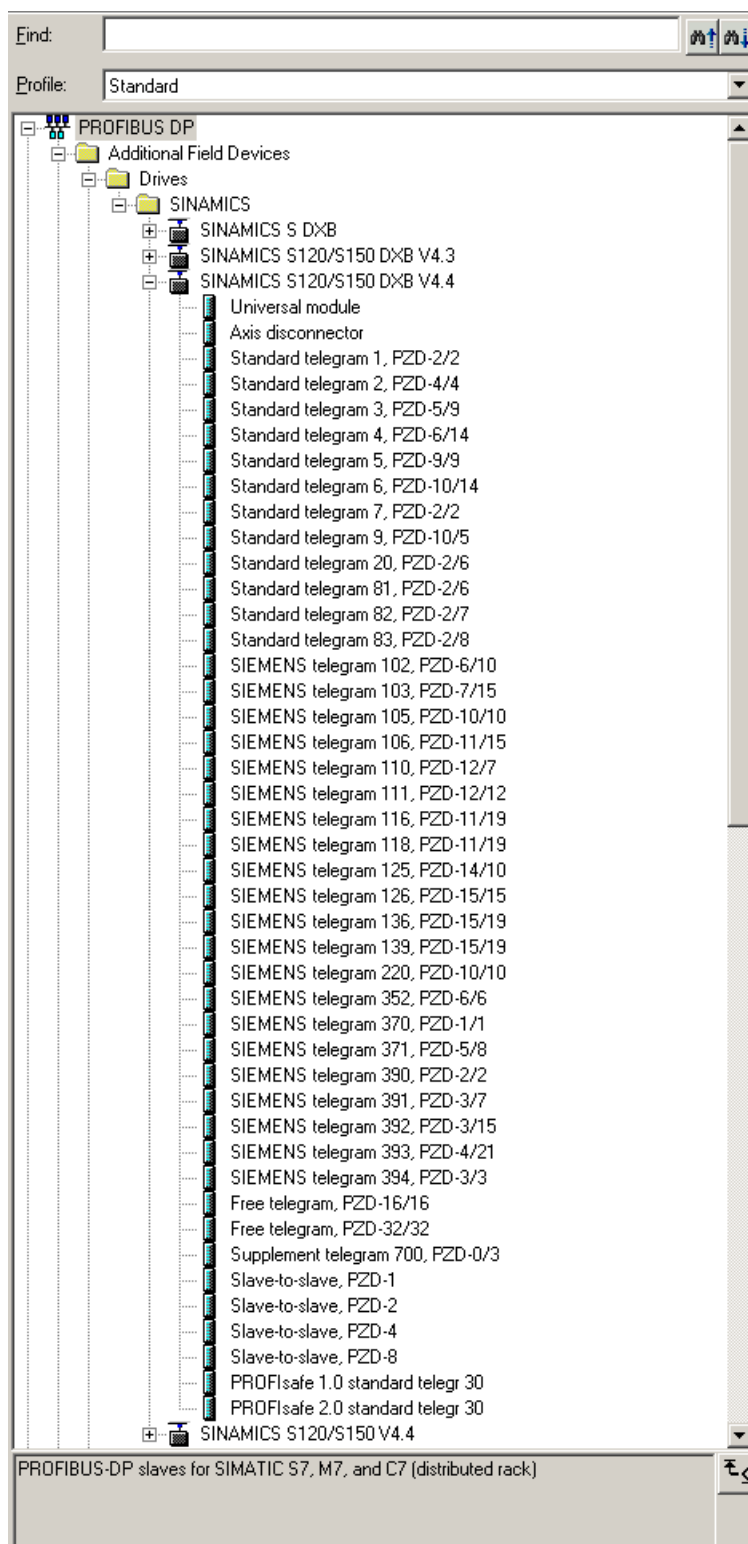 Find:
Profile: Standard
PROFIBUS DP
Additional Field Devices
Drives
SINAMICS
SINAMICS S DXB
SINAMICS S120/S150 DXB V4.3
SINAMICS S120/S150 DXB V4.4
Universal module
Axis disconnector
Standard telegram 1, PZD-2/2
Standard telegram 2, PZD-4/4
Standard telegram 3, PZD-5/9
Standard telegram 4, PZD-6/14
Standard telegram 5, PZD-9/9
Standard telegram 6, PZD-10/14
Standard telegram 7, PZD-2/2
Standard telegram 9, PZD-10/5
Standard telegram 20, PZD-2/6
Standard telegram 81, PZD-2/6
Standard telegram 82, PZD-2/7
Standard telegram 83, PZD-2/8
SIEMENS telegram 102, PZD-6/10
SIEMENS telegram 103, PZD-7/15
SIEMENS telegram 105, PZD-10/10
SIEMENS telegram 106, PZD-11/15
SIEMENS telegram 110, PZD-12/7
SIEMENS telegram 111, PZD-12/12
SIEMENS telegram 116, PZD-11/19
SIEMENS telegram 118, PZD-11/19
SIEMENS telegram 125, PZD-14/10
SIEMENS telegram 126, PZD-15/15
SIEMENS telegram 136, PZD-15/19
SIEMENS telegram 139, PZD-15/19
SIEMENS telegram 220, PZD-10/10
SIEMENS telegram 352, PZD-6/6
SIEMENS telegram 370, PZD-1/1
SIEMENS telegram 371, PZD-5/8
SIEMENS telegram 390, PZD-2/2
SIEMENS telegram 391, PZD-3/7
SIEMENS telegram 392, PZD-3/15
SIEMENS telegram 393, PZD-4/21
SIEMENS telegram 394, PZD-3/3
Free telegram, PZD-16/16
Free telegram, PZD-32/32
Supplement telegram 700, PZD-0/3
Slave-to-slave, PZD-1
Slave-to-slave, PZD-2
Slave-to-slave, PZD-4
Slave-to-slave, PZD-8
PROFIsafe 1.0 standard telegr 30
PROFIsafe 2.0 standard telegr 30
SINAMICS S120/S150 V4.4
PROFIBUS-DP slaves for SIMATIC S7, M7, and C7 (distributed rack)